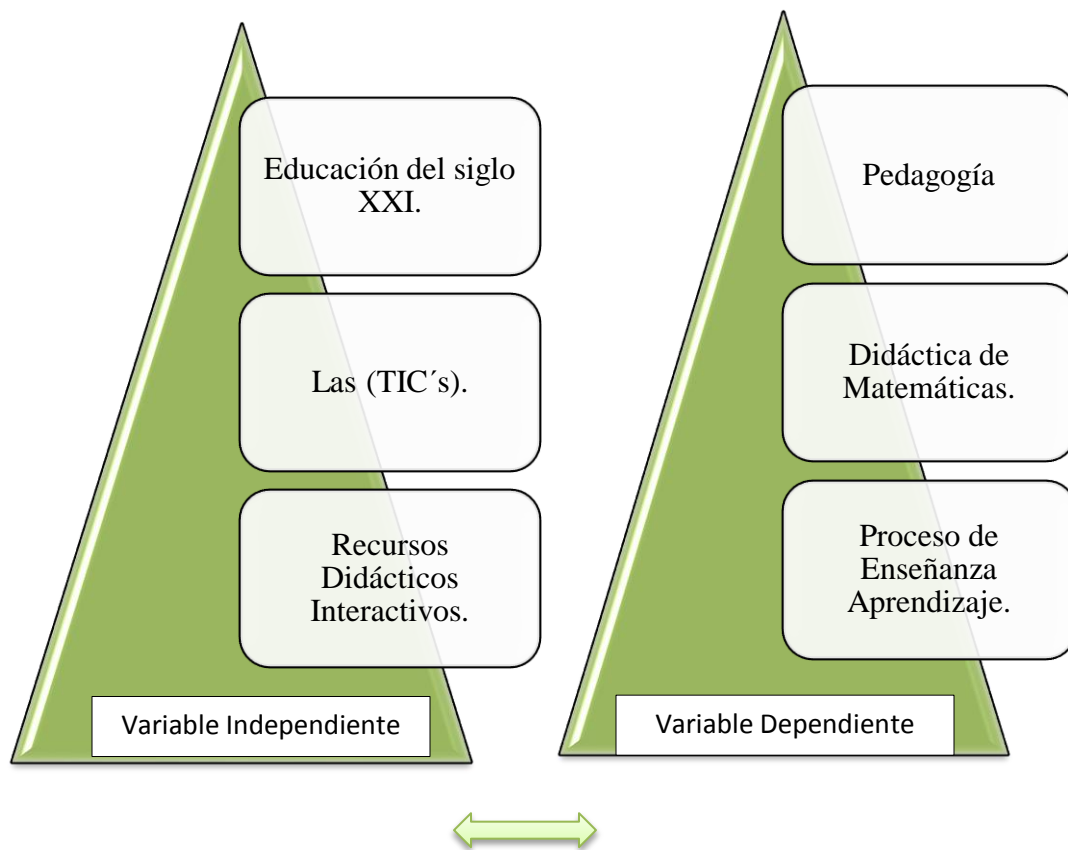 Educación del siglo
XXI.
Las (TIC´s).
Recursos
Didácticos
Interactivos.
Variable Independiente
Pedagogía
Didáctica de
Matemáticas.
Proceso de
Enseñanza
Aprendizaje.
Variable Dependiente